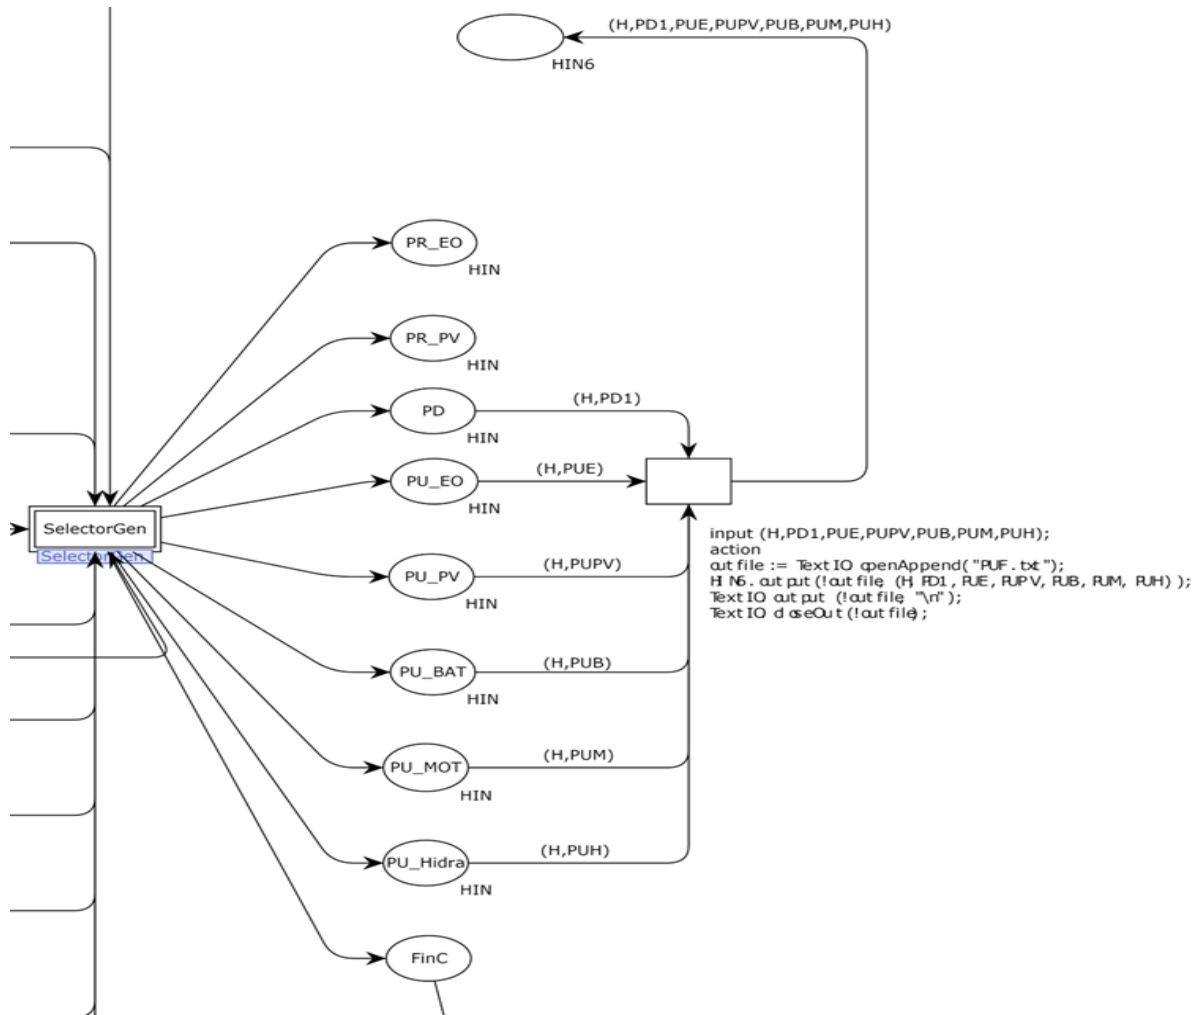 (H,PD1,PUE,PUPV,PUB,PUM,PUH)
HIN6
PR_EO
HIN
PR_PV
HIN
(H,PD1)
PD
HIN
(H,PUE)
PU_EO
HIN
SelectorGen
SelectorGen
input (H,PD1,PUE,PUPV,PUB,PUM,PUH);
action
outfile := TextIO openAppend("PUF.txt");
HIN6.output(!outfile, (H, PD1, PUE, PUPV, PUB, PUM, PUH) );
TextIO output (!outfile, "\n");
TextIO closeOut(!outfile);
(H,PUPV)
PU_PV
HIN
(H,PUB)
PU_BAT
HIN
(H,PUM)
PU_MOT
HIN
(H,PUH)
PU_Hidra
HIN
FinC